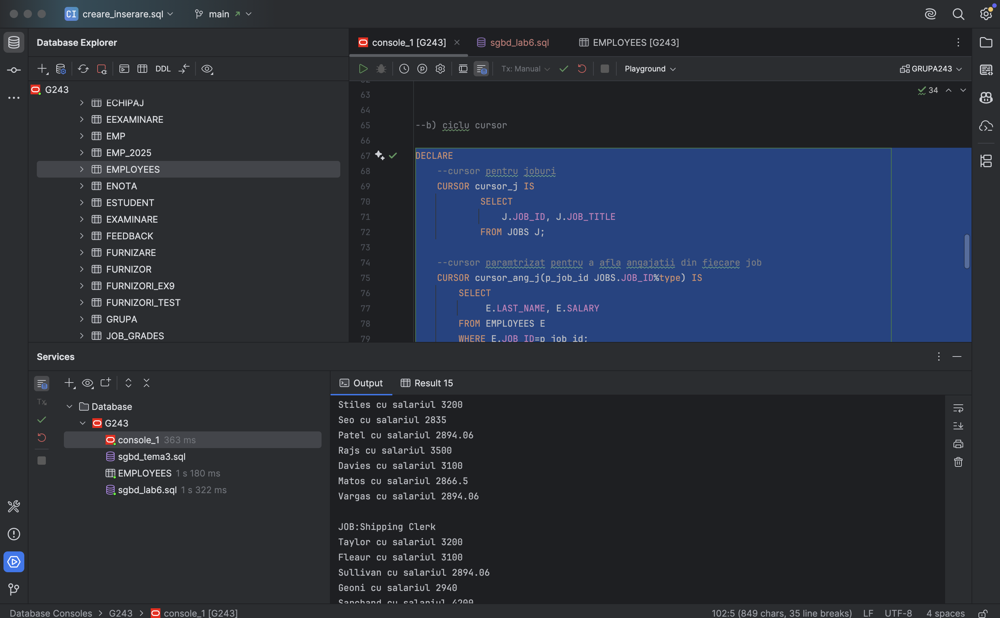 CI creare_inserare.sql main
Database Explorer
DDL
G243
ECHIPAJ
EEXAMINARE
EMP
EMP_2025
EMPLOYEES
ENOTA
ESTUDENT
EXAMINARE
FEEDBACK
FURNIZARE
FURNIZOR
FURNIZORI_EX9
FURNIZORI_TEST
GRUPA
JOB_GRADES
console_1 [G243] sgbd_lab6.sql EMPLOYEES [G243]
Tx: Manual Playground GRUPA243
34
62
63
64
65 --b) ciclu cursor
66
67 DECLARE
68 --cursor pentru joburi
69 CURSOR cursor_j IS
70 SELECT
71 J.JOB_ID, J.JOB_TITLE
72 FROM JOBS J;
73
74 --cursor paramtrizat pentru a afla angajatii din fiecare job
75 CURSOR cursor_ang_j(p_job_id JOBS.JOB_ID%type) IS
76 SELECT
77 E.LAST_NAME, E.SALARY
78 FROM EMPLOYEES E
79 WHERE E.JOB_ID=p_job_id;
Services
Tx
Database
G243
console_1 363 ms
sgbd_tema3.sql
EMPLOYEES 1 s 180 ms
sgbd_lab6.sql 1 s 322 ms
Output Result 15
Stiles cu salariul 3200
Seo cu salariul 2835
Patel cu salariul 2894.06
Rajs cu salariul 3500
Davies cu salariul 3100
Matos cu salariul 2866.5
Vargas cu salariul 2894.06
JOB:Shipping Clerk
Taylor cu salariul 3200
Fleaur cu salariul 3100
Sullivan cu salariul 2894.06
Geoni cu salariul 2940
Sarchand cu salariul 4200
Database Consoles > G243 > console_1 [G243]
102:5 (849 chars, 35 line breaks) LF UTF-8 4 spaces